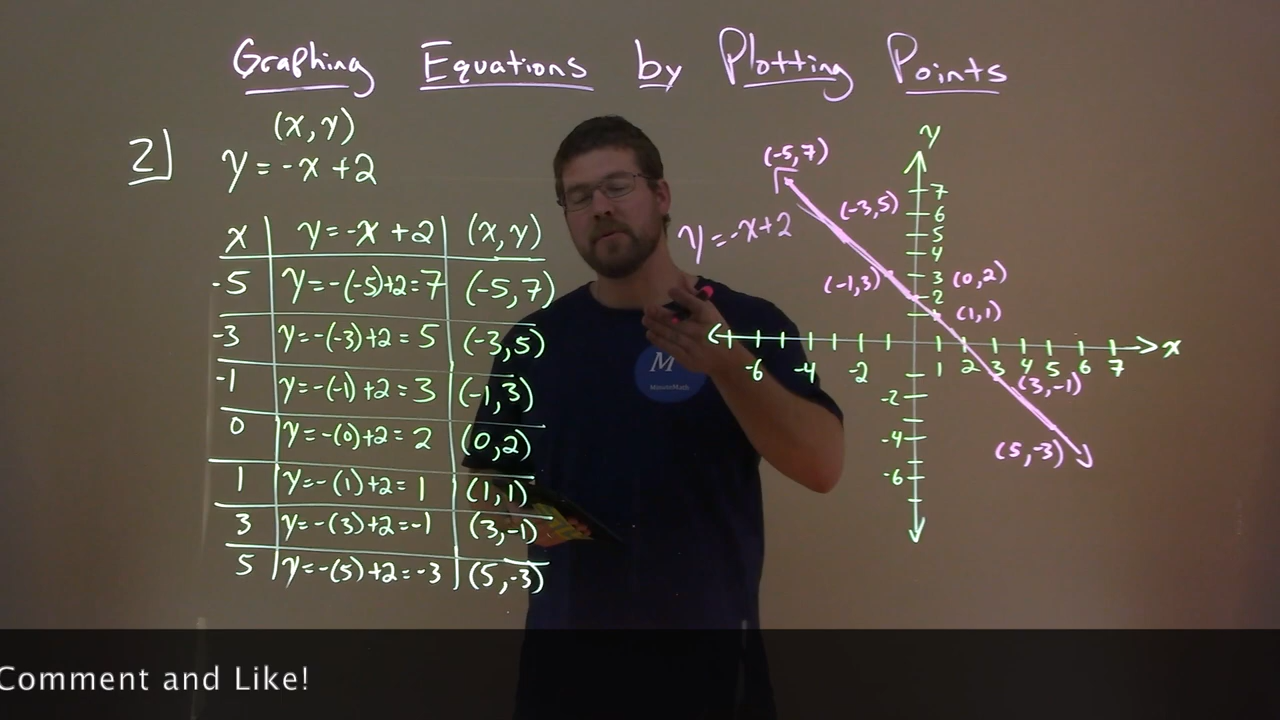 Graphing Equations by Plotting Points
2]
(x,y)
y=-x+2
x y=-x+2 (x,y)
-5 y=-(-5)+2=7 (-5,7)
-3 y=-(-3)+2=5 (-3,5)
-1 y=-(-1)+2=3 (-1,3)
0 y=-(0)+2=2 (0,2)
1 y=-(1)+2=1 (1,1)
3 y=-(3)+2=-1 (3,-1)
5 y=-(5)+2=-3 (5,-3)
M
MinuteMath
y
(-5,7)
7
(-3,5) 6
y=-x+2 5
4
(-1,3) 3 (0,2)
2
(1,1)
x
-6 -4 -2 1 2 3 4 5 6 7
(3,-1)
-2
-4
(5,-3)
-6
Comment and Like!